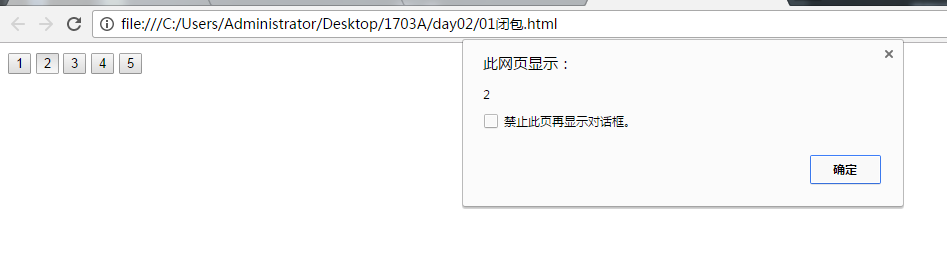 file:///C:/Users/Administrator/Desktop/1703A/day02/01闭包.html
1 2 3 4 5
此网页显示：
2
禁止此页再显示对话框。
确定